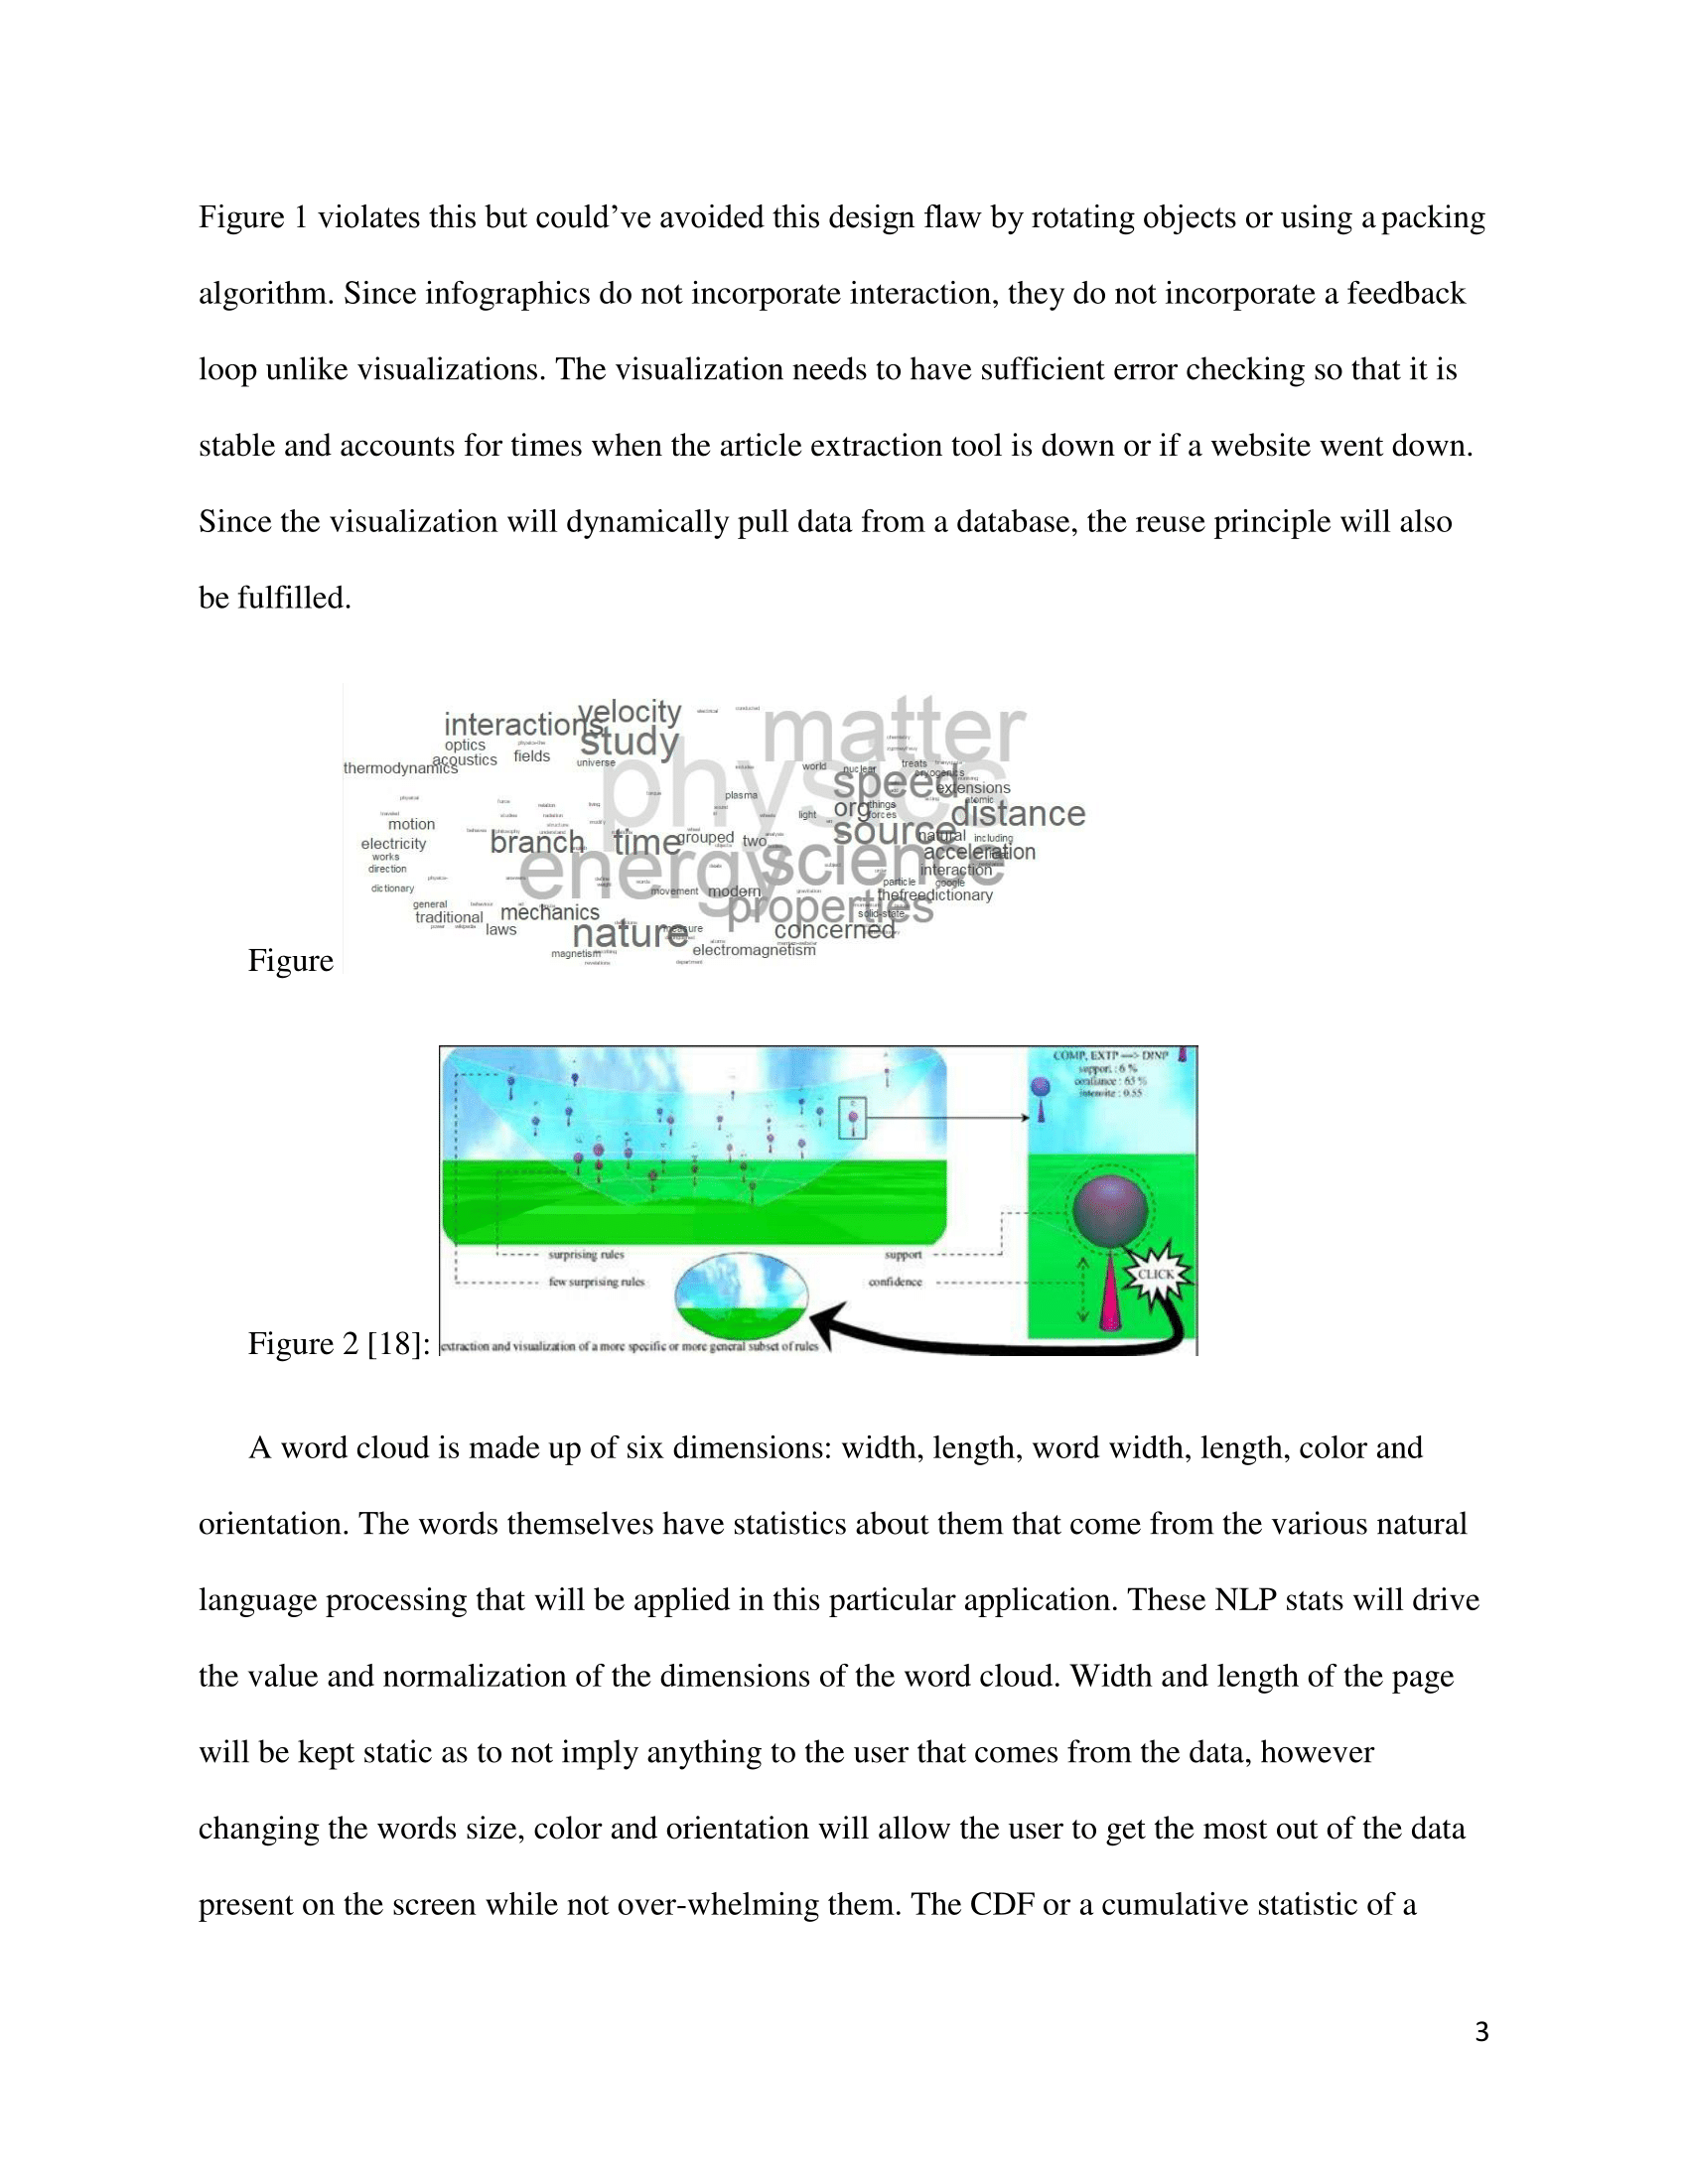 Figure 1 violates this but could’ve avoided this design flaw by rotating objects or using a packing
algorithm. Since infographics do not incorporate interaction, they do not incorporate a feedback
loop unlike visualizations. The visualization needs to have sufficient error checking so that it is
stable and accounts for times when the article extraction tool is down or if a website went down.
Since the visualization will dynamically pull data from a database, the reuse principle will also
be fulfilled.
matter
velocity
interactions
study
optics
fields
acoustics
universe
thermodynamics
physics
world
nuclear
treats
cryogenics
speed
extensions
plasma
atomic
org
things
forces
light
distance
motion
source
natural
including
electricity
branch
time
grouped
two
works
energy
science
acceleration
direction
interaction
dictionary
movement
modern
particle
google
thefreedictionary
general
properties
solid-state
traditional
mechanics
laws
nature
measure
concerned
magnetism
electromagnetism
Figure
COMP, EXTP ==> DINP
support : 6 %
confiance : 63 %
intensite : 0.55
surprising rules
support
few surprising rules
confidence
CLICK
extraction and visualization of a more specific or more general subset of rules
Figure 2 [18]:
A word cloud is made up of six dimensions: width, length, word width, length, color and
orientation. The words themselves have statistics about them that come from the various natural
language processing that will be applied in this particular application. These NLP stats will drive
the value and normalization of the dimensions of the word cloud. Width and length of the page
will be kept static as to not imply anything to the user that comes from the data, however
changing the words size, color and orientation will allow the user to get the most out of the data
present on the screen while not over-whelming them. The CDF or a cumulative statistic of a
3